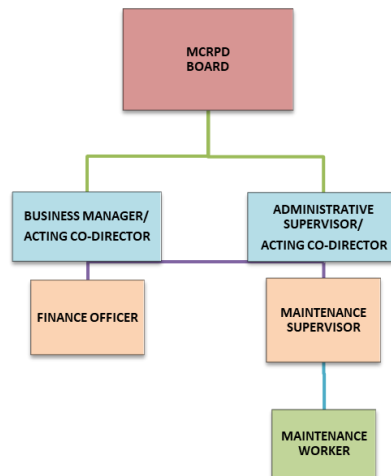 MCRPD
BOARD
BUSINESS MANAGER/
ACTING CO-DIRECTOR
ADMINISTRATIVE
SUPERVISOR/
ACTING CO-DIRECTOR
FINANCE OFFICER
MAINTENANCE
SUPERVISOR
MAINTENANCE
WORKER